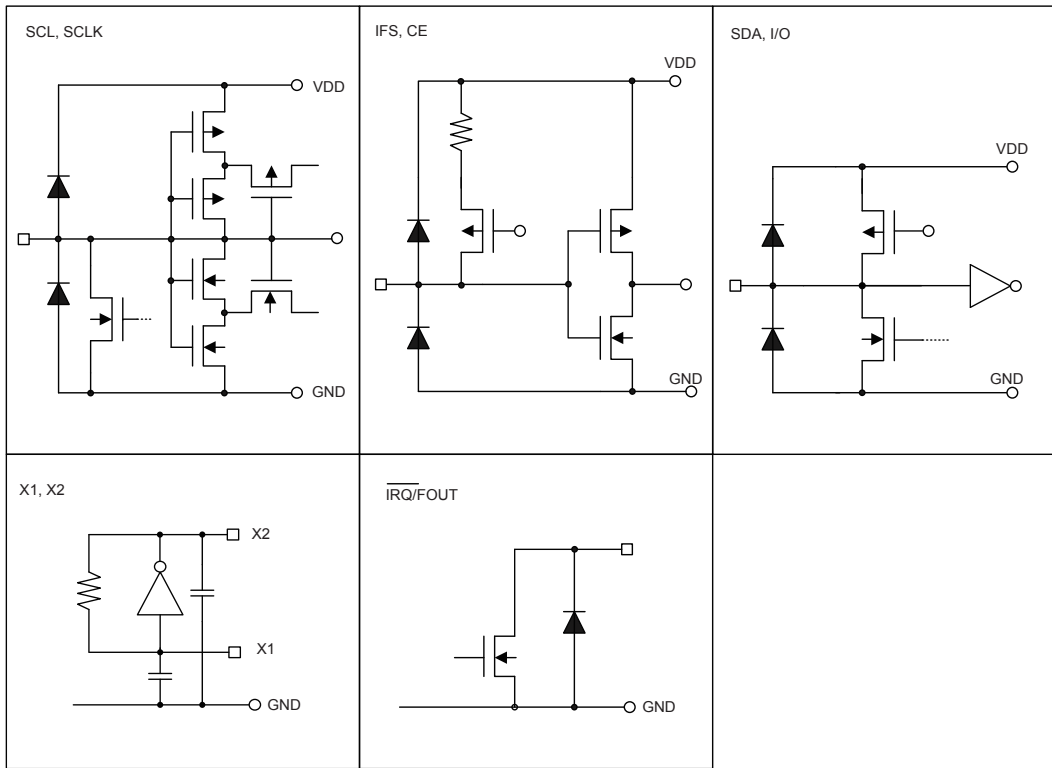 SCL, SCLK
VDD
GND
IFS, CE
VDD
GND
SDA, I/O
VDD
GND
X1, X2
X2
X1
GND
IRQ/FOUT
GND